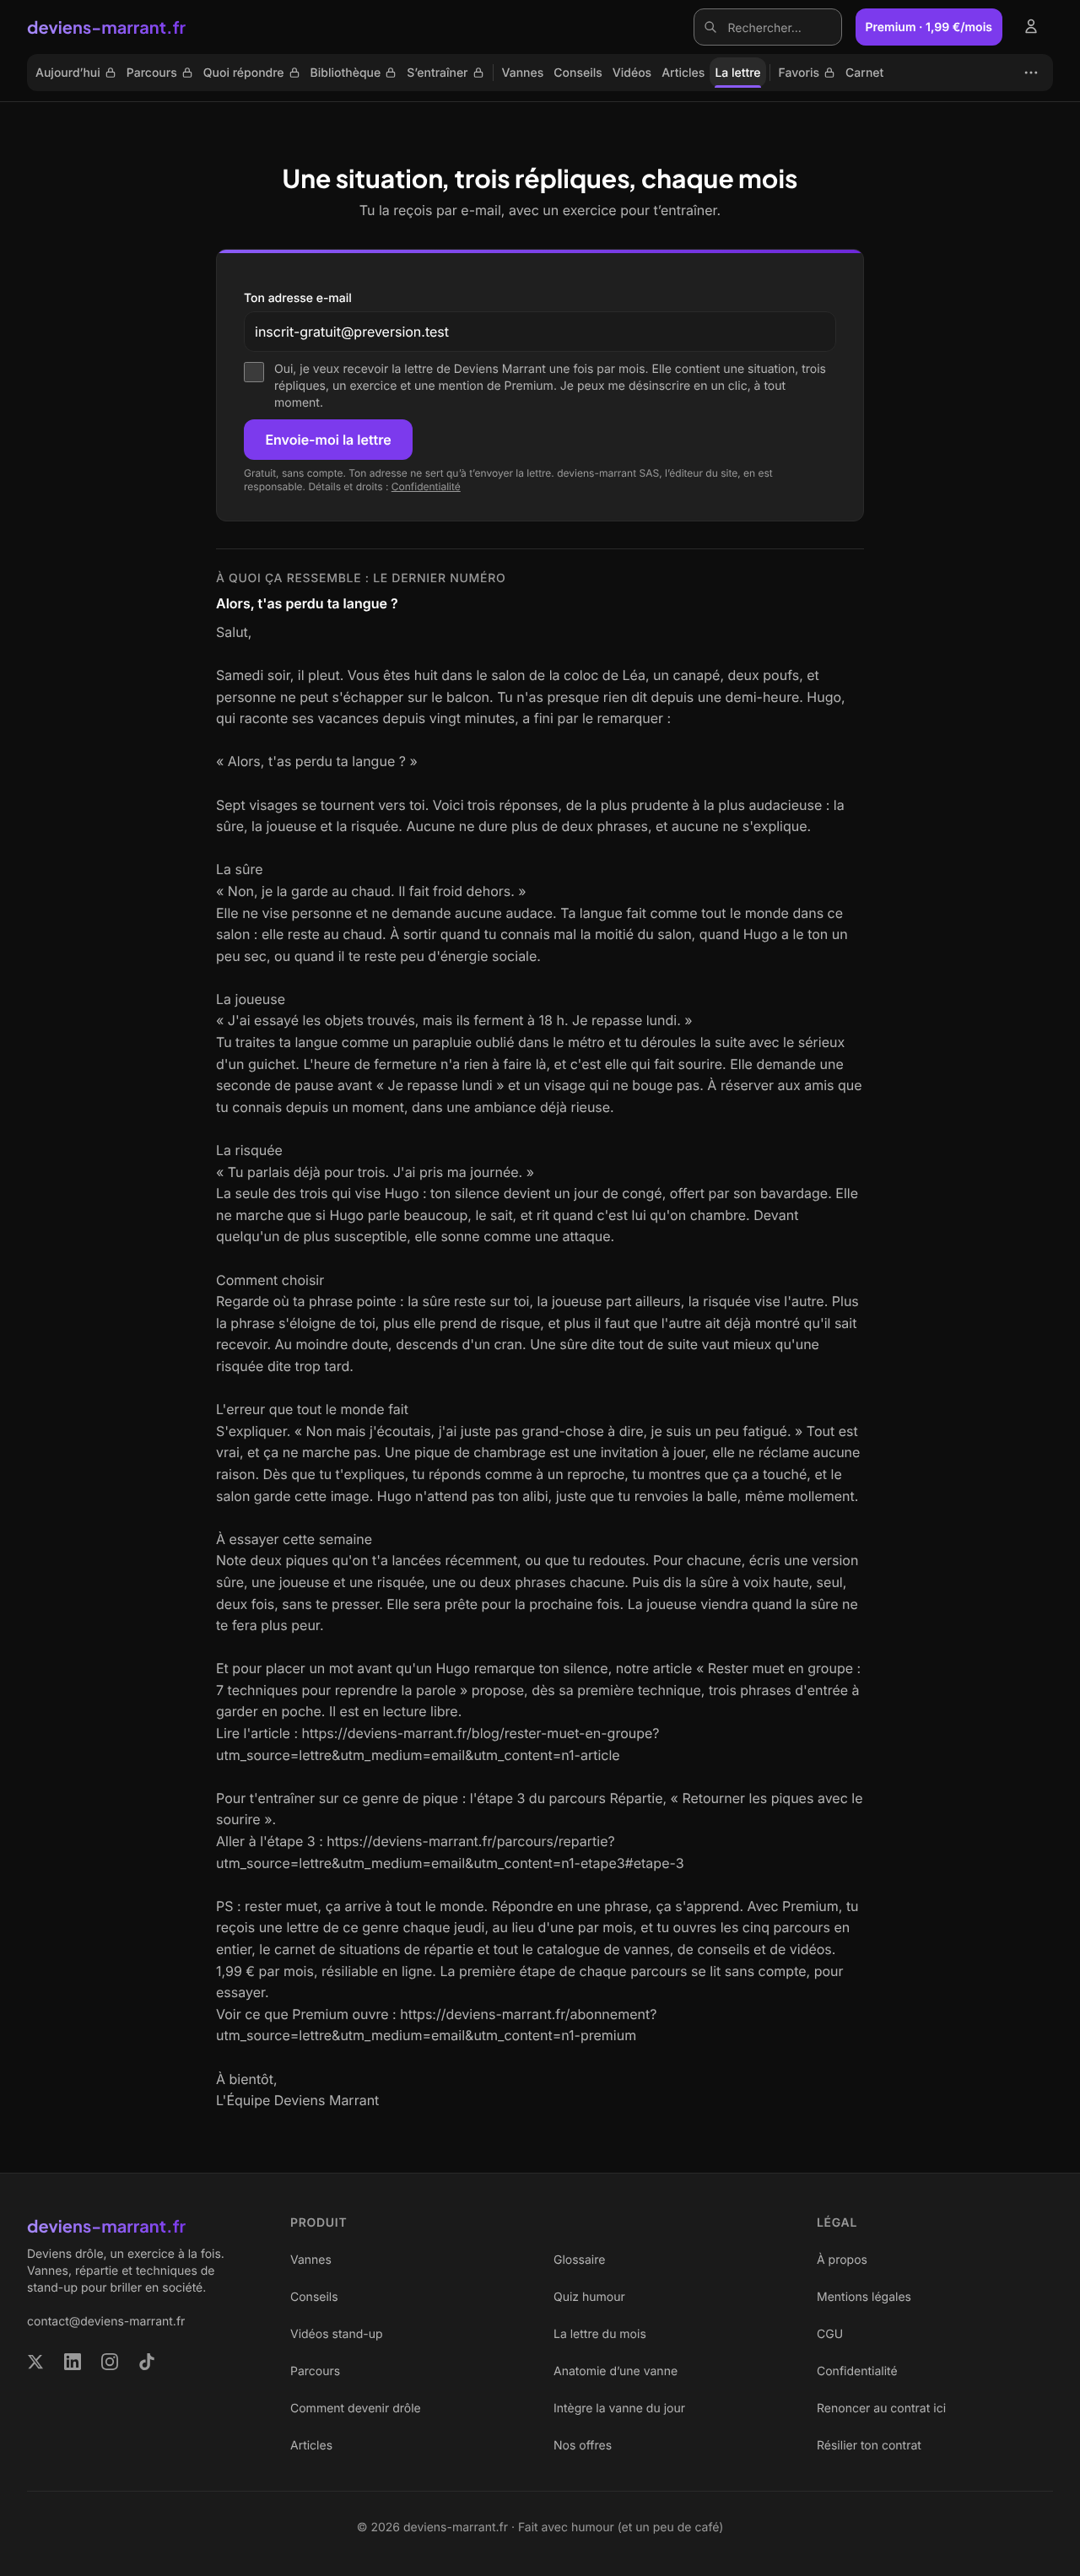 deviens-marrant.fr
Rechercher...
Premium · 1,99 €/mois
Aujourd’hui
Parcours
Quoi répondre
Bibliothèque
S’entraîner
Vannes
Conseils
Vidéos
Articles
La lettre
Favoris
Carnet
Une situation, trois répliques, chaque mois
Tu la reçois par e-mail, avec un exercice pour t’entraîner.
Ton adresse e-mail
inscrit-gratuit@preversion.test
Oui, je veux recevoir la lettre de Deviens Marrant une fois par mois. Elle contient une situation, trois
répliques, un exercice et une mention de Premium. Je peux me désinscrire en un clic, à tout
moment.
Envoie-moi la lettre
Gratuit, sans compte. Ton adresse ne sert qu’à t’envoyer la lettre. deviens-marrant SAS, l’éditeur du site, en est
responsable. Détails et droits : Confidentialité
À QUOI ÇA RESSEMBLE : LE DERNIER NUMÉRO
Alors, t'as perdu ta langue ?
Salut,
Samedi soir, il pleut. Vous êtes huit dans le salon de la coloc de Léa, un canapé, deux poufs, et
personne ne peut s'échapper sur le balcon. Tu n'as presque rien dit depuis une demi-heure. Hugo,
qui raconte ses vacances depuis vingt minutes, a fini par le remarquer :
« Alors, t'as perdu ta langue ? »
Sept visages se tournent vers toi. Voici trois réponses, de la plus prudente à la plus audacieuse : la
sûre, la joueuse et la risquée. Aucune ne dure plus de deux phrases, et aucune ne s'explique.
La sûre
« Non, je la garde au chaud. Il fait froid dehors. »
Elle ne vise personne et ne demande aucune audace. Ta langue fait comme tout le monde dans ce
salon : elle reste au chaud. À sortir quand tu connais mal la moitié du salon, quand Hugo a le ton un
peu sec, ou quand il te reste peu d'énergie sociale.
La joueuse
« J'ai essayé les objets trouvés, mais ils ferment à 18 h. Je repasse lundi. »
Tu traites ta langue comme un parapluie oublié dans le métro et tu déroules la suite avec le sérieux
d'un guichet. L'heure de fermeture n'a rien à faire là, et c'est elle qui fait sourire. Elle demande une
seconde de pause avant « Je repasse lundi » et un visage qui ne bouge pas. À réserver aux amis que
tu connais depuis un moment, dans une ambiance déjà rieuse.
La risquée
« Tu parlais déjà pour trois. J'ai pris ma journée. »
La seule des trois qui vise Hugo : ton silence devient un jour de congé, offert par son bavardage. Elle
ne marche que si Hugo parle beaucoup, le sait, et rit quand c'est lui qu'on chambre. Devant
quelqu'un de plus susceptible, elle sonne comme une attaque.
Comment choisir
Regarde où ta phrase pointe : la sûre reste sur toi, la joueuse part ailleurs, la risquée vise l'autre. Plus
la phrase s'éloigne de toi, plus elle prend de risque, et plus il faut que l'autre ait déjà montré qu'il sait
recevoir. Au moindre doute, descends d'un cran. Une sûre dite tout de suite vaut mieux qu'une
risquée dite trop tard.
L'erreur que tout le monde fait
S'expliquer. « Non mais j'écoutais, j'ai juste pas grand-chose à dire, je suis un peu fatigué. » Tout est
vrai, et ça ne marche pas. Une pique de chambrage est une invitation à jouer, elle ne réclame aucune
raison. Dès que tu t'expliques, tu réponds comme à un reproche, tu montres que ça a touché, et le
salon garde cette image. Hugo n'attend pas ton alibi, juste que tu renvoies la balle, même mollement.
À essayer cette semaine
Note deux piques qu'on t'a lancées récemment, ou que tu redoutes. Pour chacune, écris une version
sûre, une joueuse et une risquée, une ou deux phrases chacune. Puis dis la sûre à voix haute, seul,
deux fois, sans te presser. Elle sera prête pour la prochaine fois. La joueuse viendra quand la sûre ne
te fera plus peur.
Et pour placer un mot avant qu'un Hugo remarque ton silence, notre article « Rester muet en groupe :
7 techniques pour reprendre la parole » propose, dès sa première technique, trois phrases d'entrée à
garder en poche. Il est en lecture libre.
Lire l'article : https://deviens-marrant.fr/blog/rester-muet-en-groupe?
utm_source=lettre&utm_medium=email&utm_content=n1-article
Pour t'entraîner sur ce genre de pique : l'étape 3 du parcours Répartie, « Retourner les piques avec le
sourire ».
Aller à l'étape 3 : https://deviens-marrant.fr/parcours/repartie?
utm_source=lettre&utm_medium=email&utm_content=n1-etape3#etape-3
PS : rester muet, ça arrive à tout le monde. Répondre en une phrase, ça s'apprend. Avec Premium, tu
reçois une lettre de ce genre chaque jeudi, au lieu d'une par mois, et tu ouvres les cinq parcours en
entier, le carnet de situations de répartie et tout le catalogue de vannes, de conseils et de vidéos.
1,99 € par mois, résiliable en ligne. La première étape de chaque parcours se lit sans compte, pour
essayer.
Voir ce que Premium ouvre : https://deviens-marrant.fr/abonnement?
utm_source=lettre&utm_medium=email&utm_content=n1-premium
À bientôt,
L'Équipe Deviens Marrant
deviens-marrant.fr
Deviens drôle, un exercice à la fois.
Vannes, répartie et techniques de
stand-up pour briller en société.
contact@deviens-marrant.fr
PRODUIT
Vannes
Conseils
Vidéos stand-up
Parcours
Comment devenir drôle
Articles
Glossaire
Quiz humour
La lettre du mois
Anatomie d’une vanne
Intègre la vanne du jour
Nos offres
LÉGAL
À propos
Mentions légales
CGU
Confidentialité
Renoncer au contrat ici
Résilier ton contrat
© 2026 deviens-marrant.fr · Fait avec humour (et un peu de café)